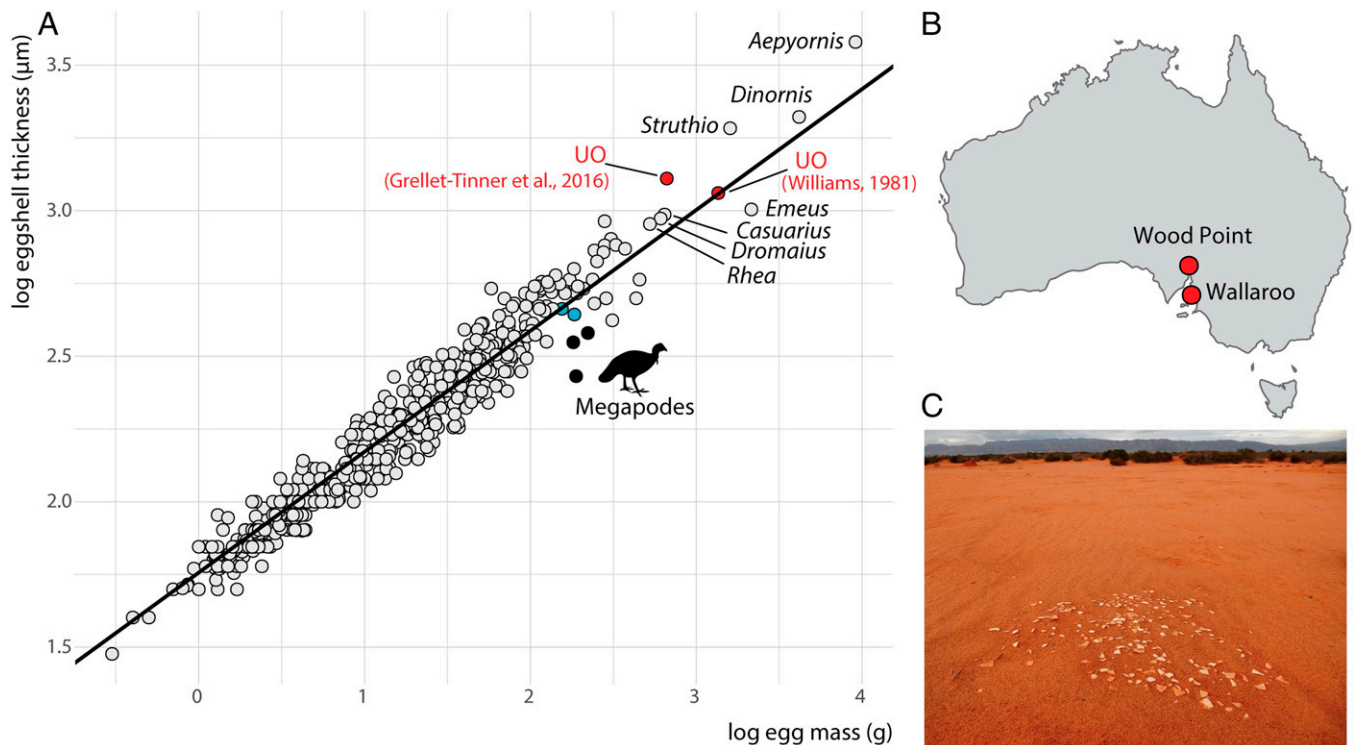 A
log eggshell thickness (µm)
3.5
3.0
2.5
2.0
1.5
Aepyornis
Dinornis
Struthio
UO
(Grellet-Tinner et al., 2016)
UO
(Williams, 1981)
Emeus
Casuarius
Dromaius
Rhea
Megapodes
0
1
2
3
4
log egg mass (g)
B
Wood Point
Wallaroo
C